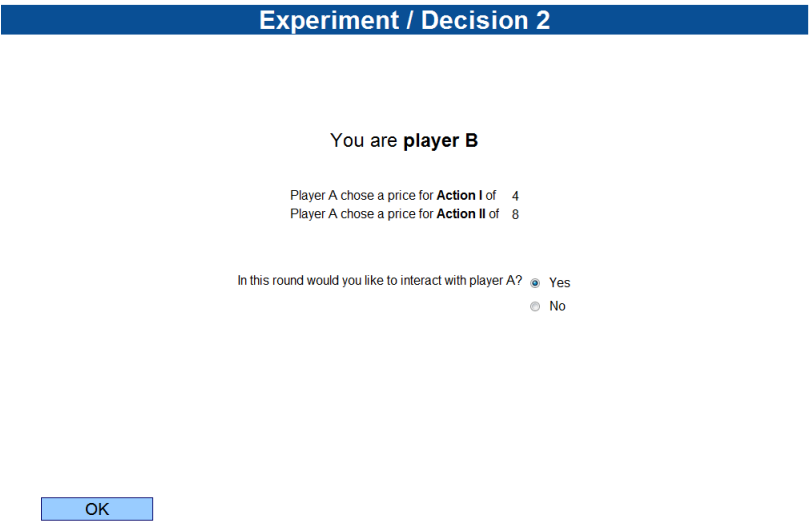 Experiment / Decision 2
You are player B
Player A chose a price for Action I of 4
Player A chose a price for Action II of 8
In this round would you like to interact with player A? Yes
No
OK